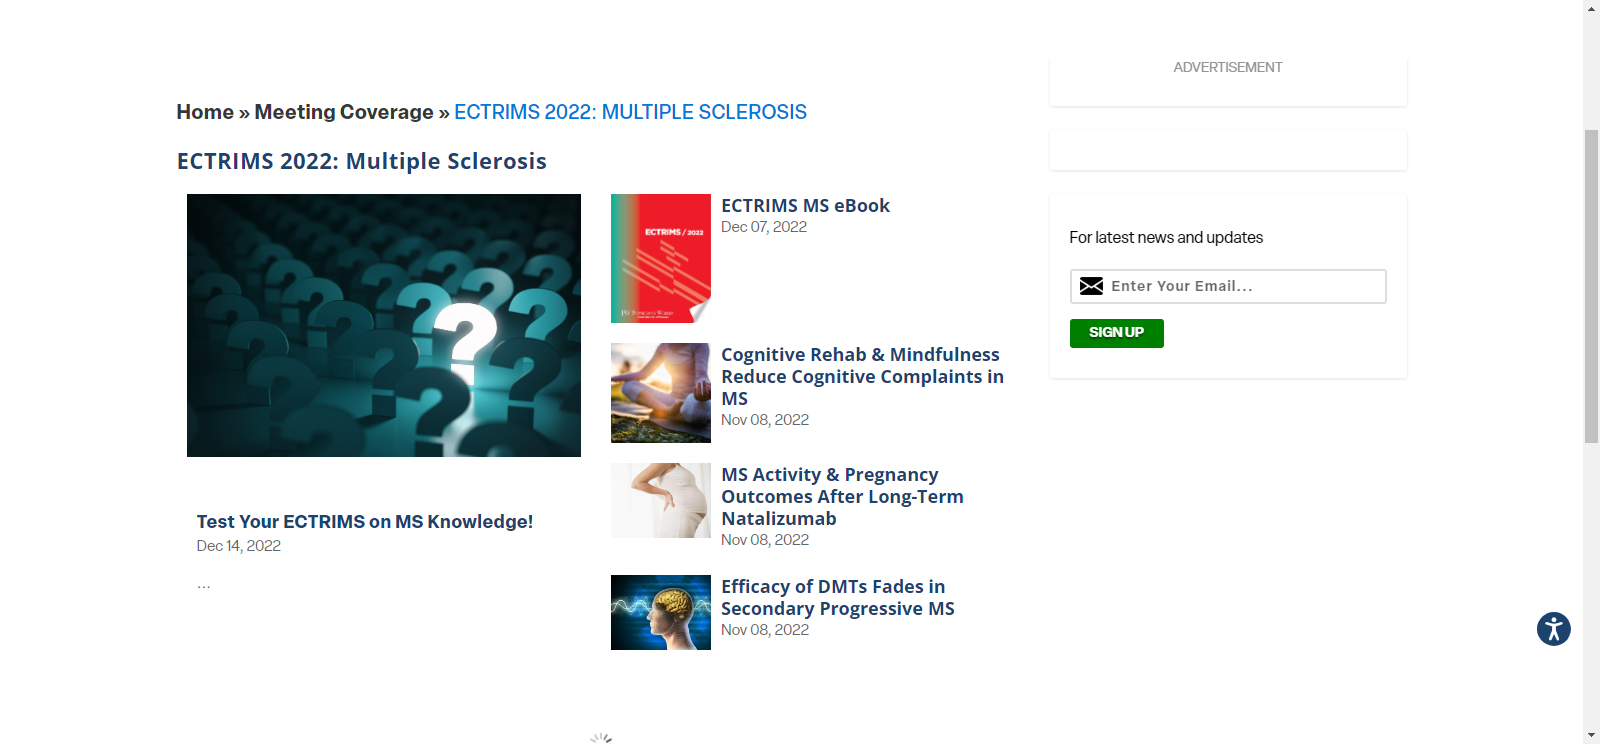 ADVERTISEMENT
Home » Meeting Coverage » ECTRIMS 2022: MULTIPLE SCLEROSIS
ECTRIMS 2022: Multiple Sclerosis
Test Your ECTRIMS on MS Knowledge!
Dec 14, 2022
...
ECTRIMS / 2022
ECTRIMS MS eBook
Dec 07, 2022
Cognitive Rehab & Mindfulness
Reduce Cognitive Complaints in
MS
Nov 08, 2022
MS Activity & Pregnancy
Outcomes After Long-Term
Natalizumab
Nov 08, 2022
Efficacy of DMTs Fades in
Secondary Progressive MS
Nov 08, 2022
For latest news and updates
Enter Your Email...
SIGN UP